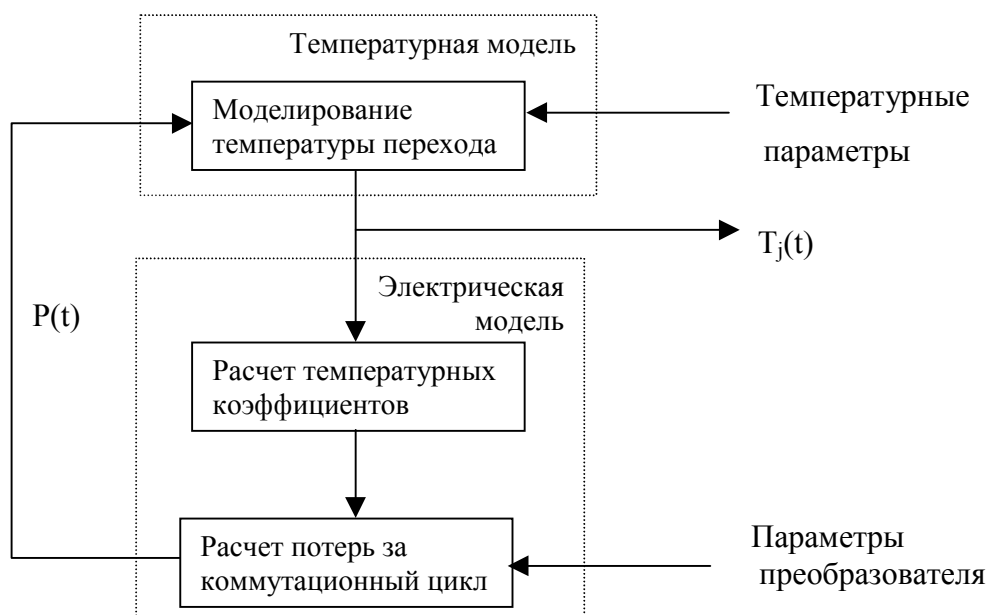 Температурная модель
Моделирование
температуры перехода
Температурные
параметры
T_j(t)
Электрическая
модель
P(t)
Расчет температурных
коэффициентов
Расчет потерь за
коммутационный цикл
Параметры
преобразователя